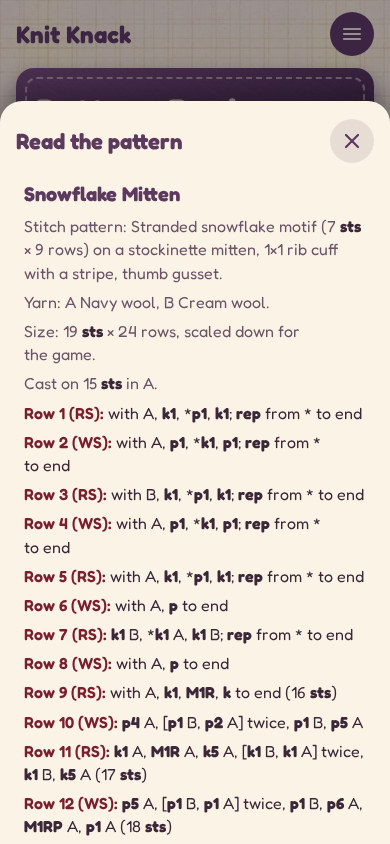 Knit Knack
Read the pattern
Snowflake Mitten
Stitch pattern: Stranded snowflake motif (7 sts
× 9 rows) on a stockinette mitten, 1×1 rib cuff
with a stripe, thumb gusset.
Yarn: A Navy wool, B Cream wool.
Size: 19 sts × 24 rows, scaled down for
the game.
Cast on 15 sts in A.
Row 1 (RS): with A, k1, *p1, k1; rep from * to end
Row 2 (WS): with A, p1, *k1, p1; rep from *
to end
Row 3 (RS): with B, k1, *p1, k1; rep from * to end
Row 4 (WS): with A, p1, *k1, p1; rep from *
to end
Row 5 (RS): with A, k1, *p1, k1; rep from * to end
Row 6 (WS): with A, p to end
Row 7 (RS): k1 B, *k1 A, k1 B; rep from * to end
Row 8 (WS): with A, p to end
Row 9 (RS): with A, k1, M1R, k to end (16 sts)
Row 10 (WS): p4 A, [p1 B, p2 A] twice, p1 B, p5 A
Row 11 (RS): k1 A, M1R A, k5 A, [k1 B, k1 A] twice,
k1 B, k5 A (17 sts)
Row 12 (WS): p5 A, [p1 B, p1 A] twice, p1 B, p6 A,
M1RP A, p1 A (18 sts)